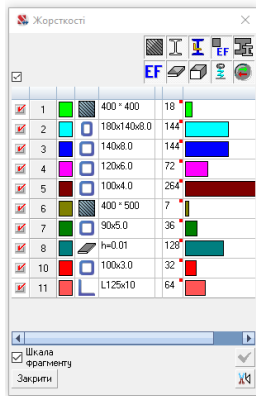 Жорсткості
EF
EF
1 400 * 400 18
2 180x140x8.0 144
3 140x8.0 144
4 120x6.0 72
5 100x4.0 264
6 400 * 500 7
7 90x5.0 36
8 h=0.01 128
10 100x3.0 32
11 L125x10 64
Шкала
фрагменту
Закрити